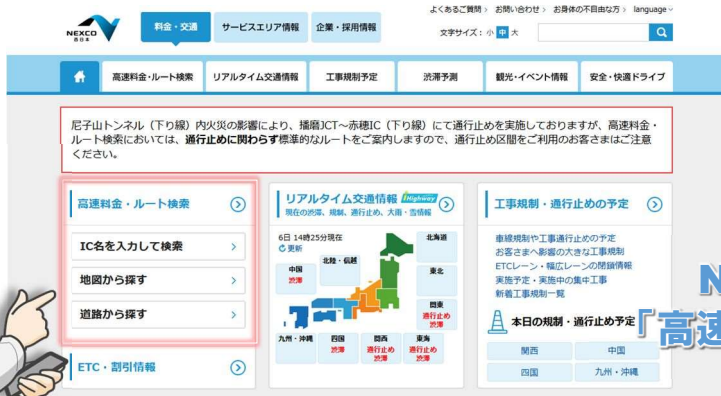 よくあるご質問 › お問い合わせ › お身体の不自由な方 › language
NEXCO
西日本
料金・交通
サービスエリア情報
企業・採用情報
文字サイズ： 小 中 大
高速料金・ルート検索
リアルタイム交通情報
工事規制予定
渋滞予測
観光・イベント情報
安全・快適ドライブ
尼子山トンネル（下り線）内火災の影響により、播磨JCT～赤穂IC（下り線）にて通行止めを実施しておりますが、高速料金・
ルート検索においては、通行止めに関わらず標準的なルートをご案内しますので、通行止め区間をご利用のお客さまはご注意
ください。
高速料金・ルート検索
IC名を入力して検索
地図から探す
道路から探す
ETC・割引情報
リアルタイム交通情報 iHighway
現在の渋滞、規制、通行止め、大雨・雪情報
6日 14時25分現在
更新
北海道
北陸・信越
東北
中国
渋滞
関東
通行止め
渋滞
九州・沖縄
四国
渋滞
関西
通行止め
渋滞
東海
通行止め
渋滞
工事規制・通行止めの予定
車線規制や工事通行止めの予定
お客さまへ影響の大きな工事規制
ETCレーン・幅広レーンの閉鎖情報
実施予定・実施中の集中工事
新着工事規制一覧
本日の規制・通行止め予定
関西
中国
四国
九州・沖縄
N
「高速